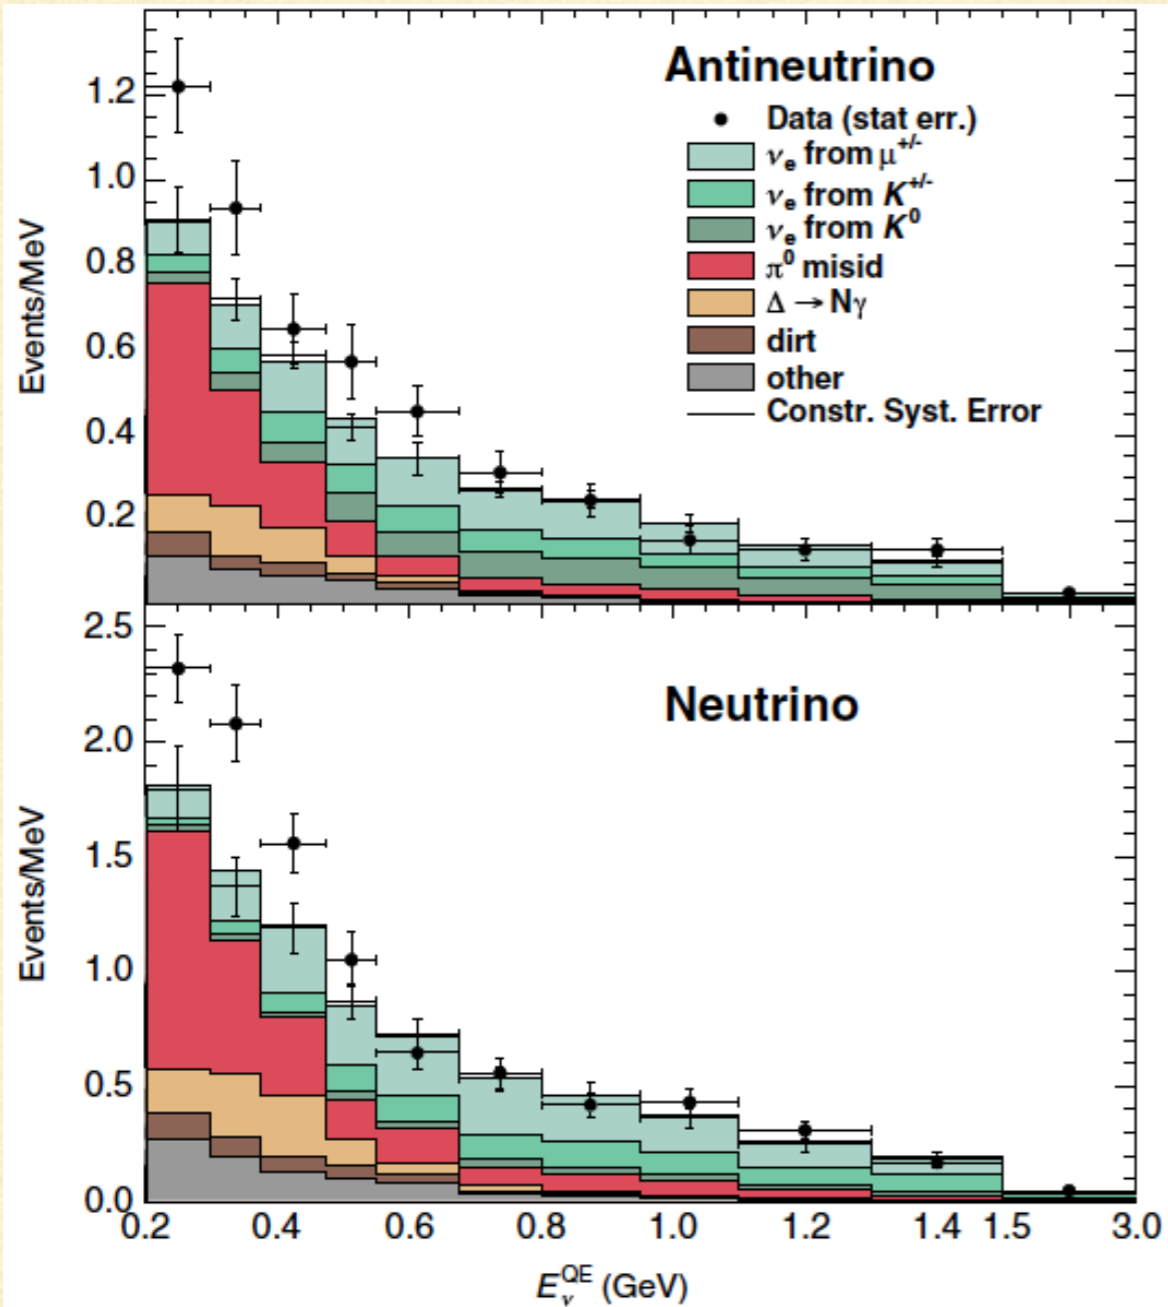 Antineutrino
Data (stat err.)
νe from μ+/-
νe from K+/-
νe from K0
π0 misid
Δ → Nγ
dirt
other
Constr. Syst. Error
Events/MeV
1.2
1.0
0.8
0.6
0.4
0.2
Neutrino
Events/MeV
2.5
2.0
1.5
1.0
0.5
0.0
0.2 0.4 0.6 0.8 1.0 1.2 1.4 1.5 3.0
EνQE (GeV)